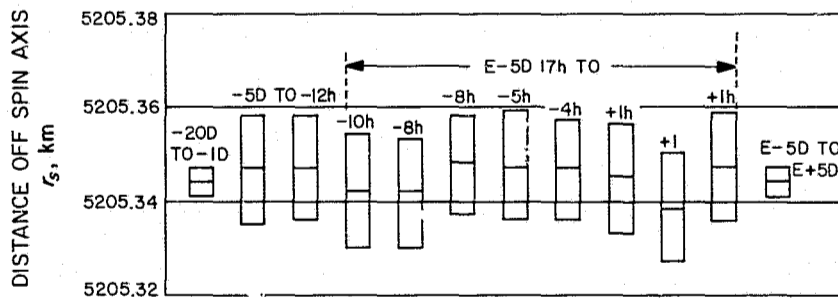 DISTANCE OFF SPIN AXIS
r_s, km
5205.38
5205.36
5205.34
5205.32
E-5D 17h TO
-20D
TO-1D
-5D TO -12h
-10h
-8h
-8h
-5h
-4h
+1h
+1
+1h
E-5D TO
E+5D